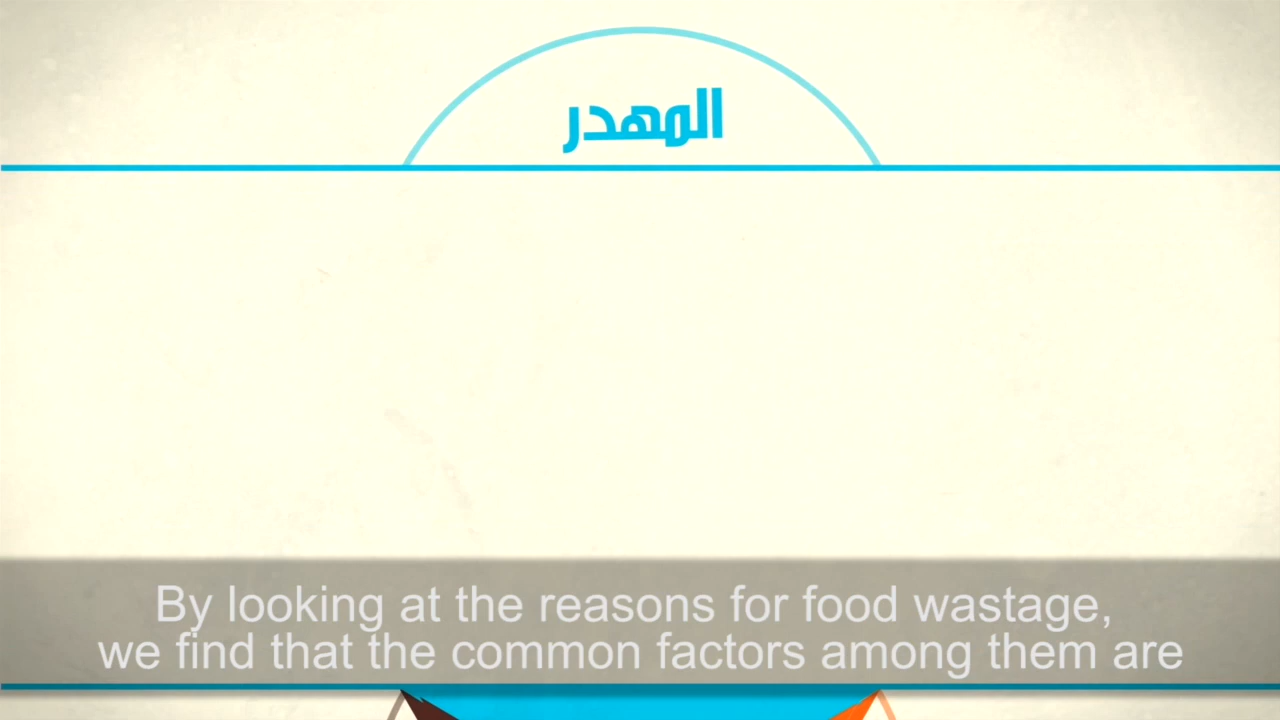 المهدر
By looking at the reasons for food wastage,
we find that the common factors among them are